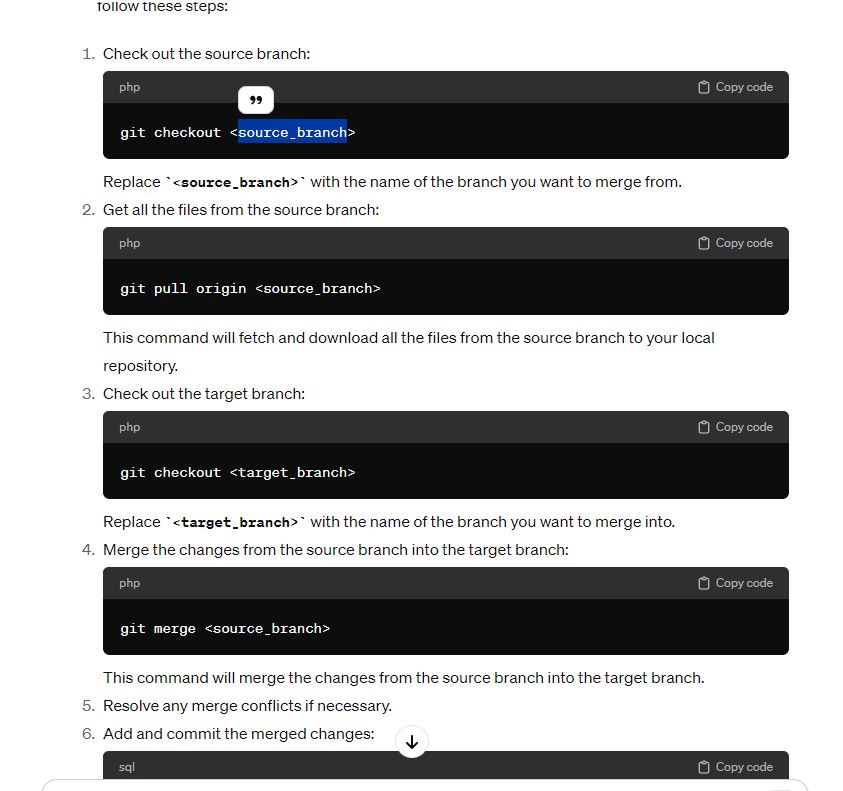 follow these steps:
1. Check out the source branch:
php Copy code
git checkout <source_branch>
Replace `<source_branch>` with the name of the branch you want to merge from.
2. Get all the files from the source branch:
php Copy code
git pull origin <source_branch>
This command will fetch and download all the files from the source branch to your local
repository.
3. Check out the target branch:
php Copy code
git checkout <target_branch>
Replace `<target_branch>` with the name of the branch you want to merge into.
4. Merge the changes from the source branch into the target branch:
php Copy code
git merge <source_branch>
This command will merge the changes from the source branch into the target branch.
5. Resolve any merge conflicts if necessary.
6. Add and commit the merged changes:
sql Copy code